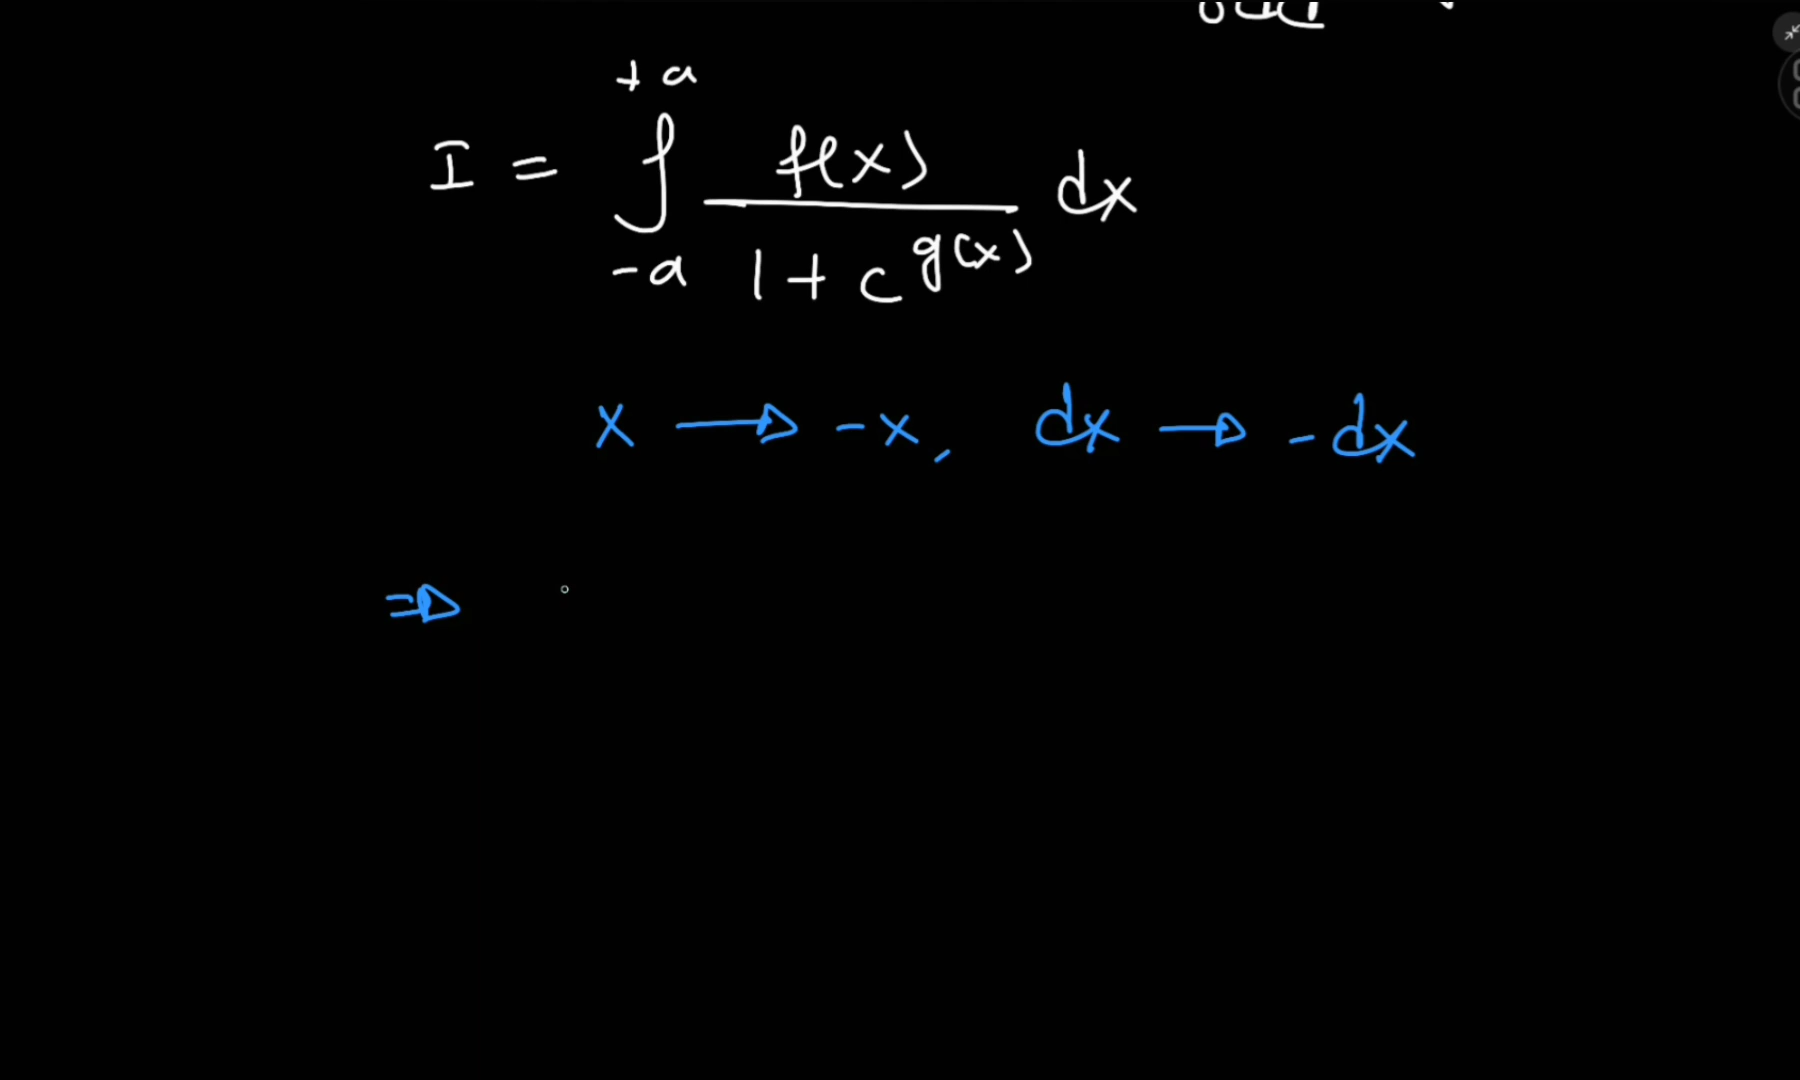 +a
I = ∫ f(x) / 1 + c^g(x) dx
-a
x → -x, dx → -dx
⇒